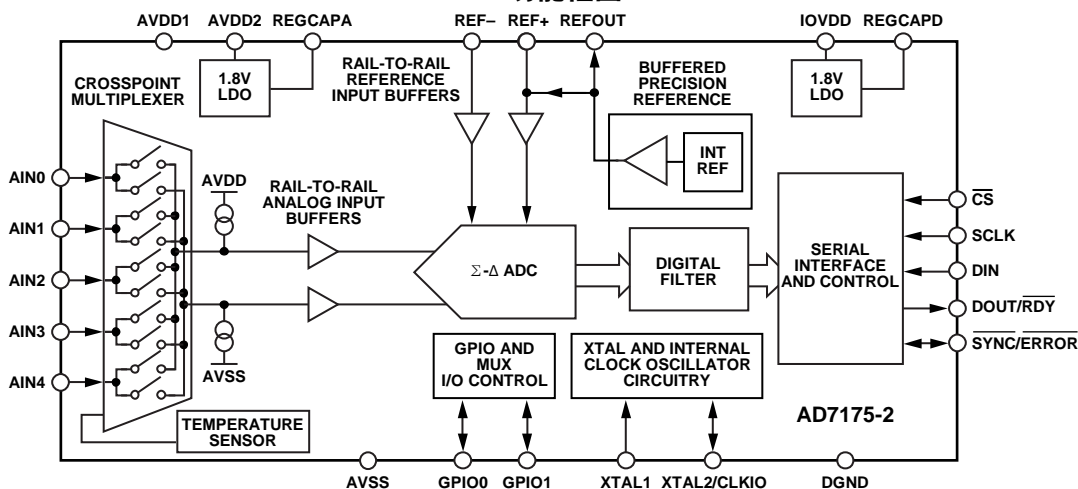 AVDD1 AVDD2 REGCAPA REF– REF+ REFOUT IOVDD REGCAPD
CROSSPOINT
MULTIPLEXER
1.8V
LDO
RAIL-TO-RAIL
REFERENCE
INPUT BUFFERS
BUFFERED
PRECISION
REFERENCE
INT
REF
1.8V
LDO
AIN0
AIN1
AIN2
AIN3
AIN4
AVDD
AVSS
RAIL-TO-RAIL
ANALOG INPUT
BUFFERS
Σ-Δ ADC
DIGITAL
FILTER
SERIAL
INTERFACE
AND CONTROL
CS
SCLK
DIN
DOUT/RDY
SYNC/ERROR
GPIO AND
MUX
I/O CONTROL
XTAL AND INTERNAL
CLOCK OSCILLATOR
CIRCUITRY
TEMPERATURE
SENSOR
AD7175-2
AVSS GPIO0 GPIO1 XTAL1 XTAL2/CLKIO DGND